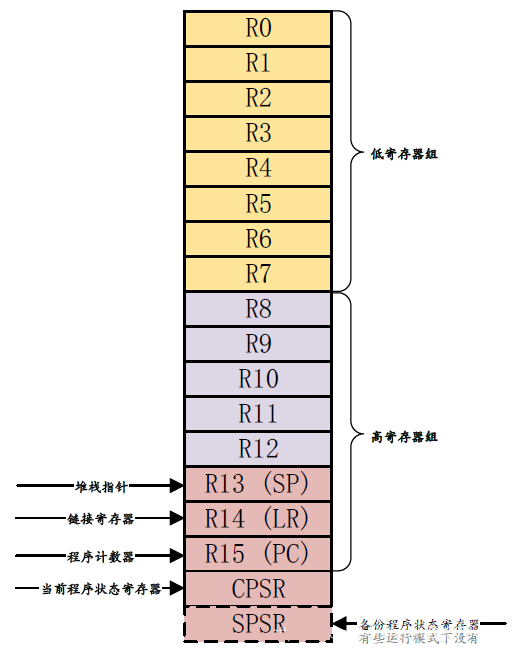 R0
R1
R2
R3
低寄存器组
R4
R5
R6
R7
R8
R9
R10
R11
高寄存器组
R12
堆栈指针 R13 (SP)
链接寄存器 R14 (LR)
程序计数器 R15 (PC)
当前程序状态寄存器 CPSR
SPSR 备份程序状态寄存器
有些运行模式下没有